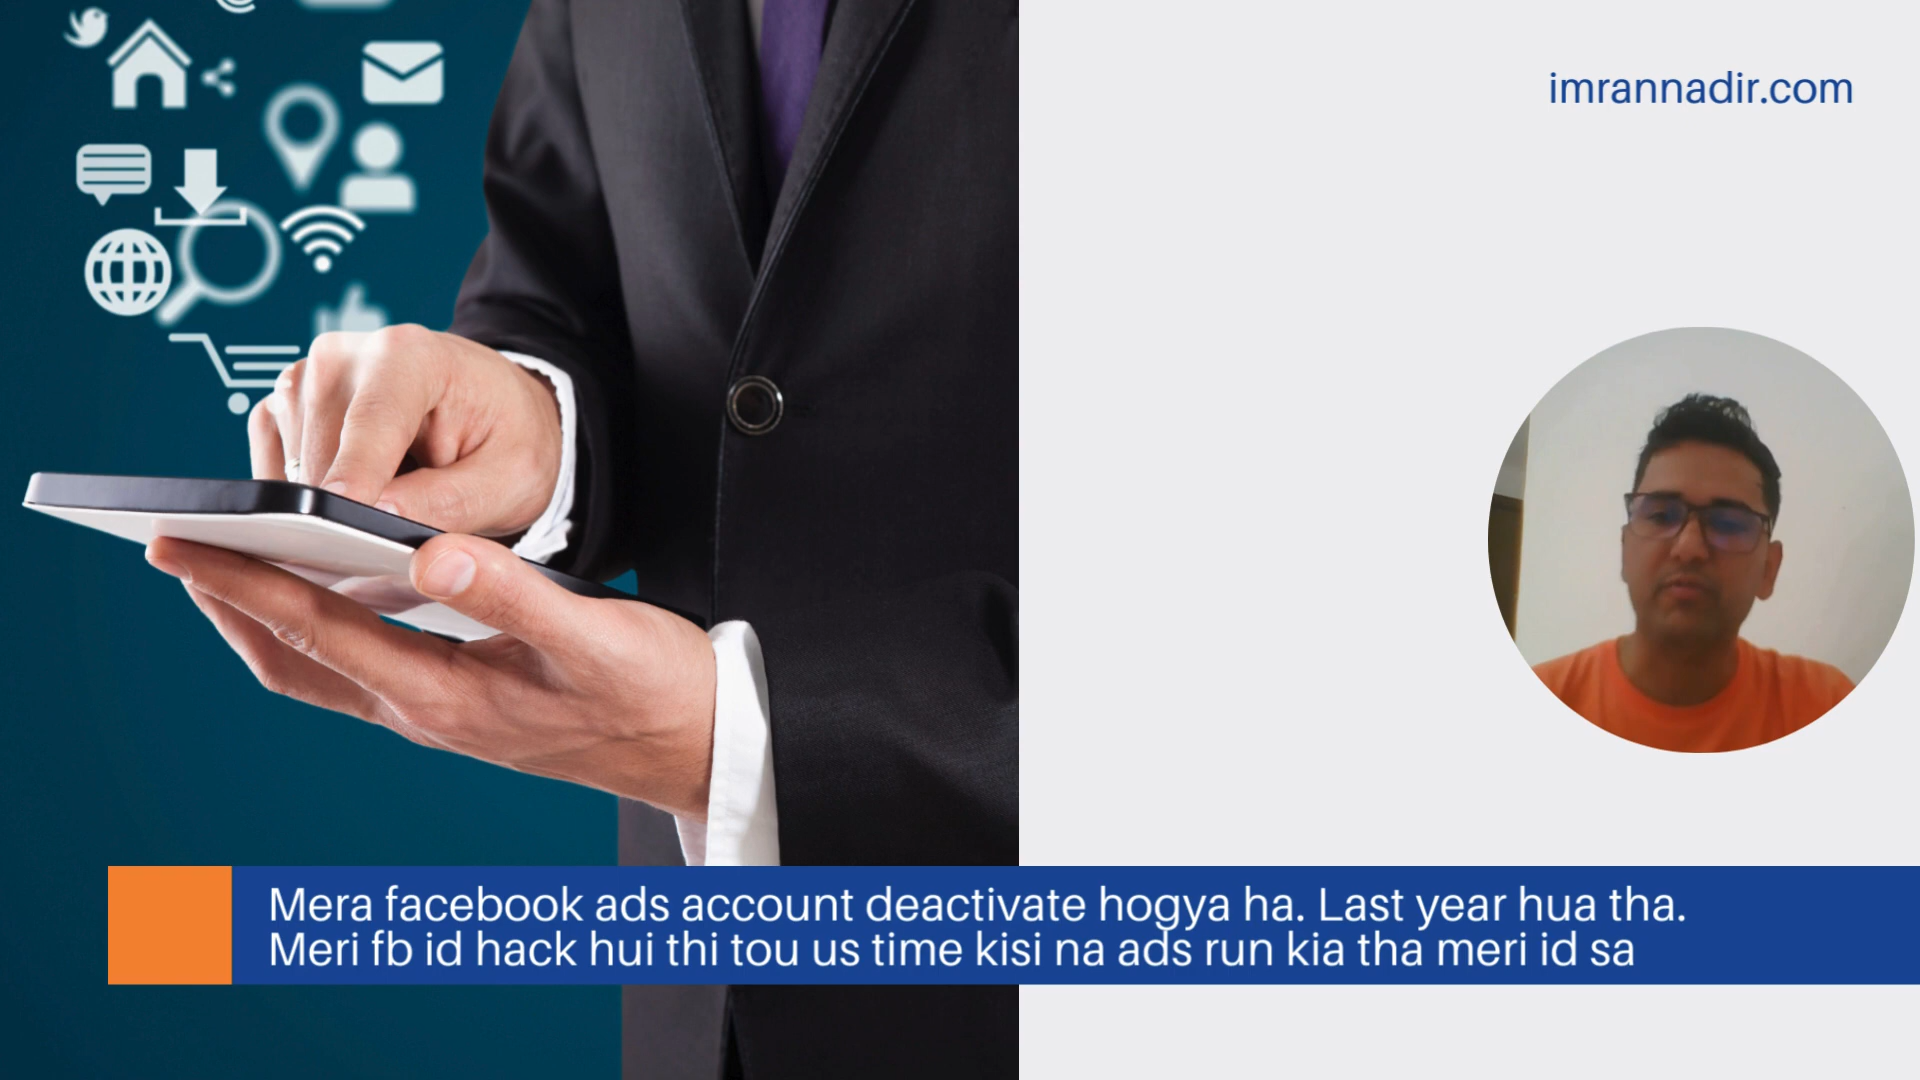 imrannadir.com
Mera facebook ads account deactivate hogya ha. Last year hua tha.
Meri fb id hack hui thi tou us time kisi na ads run kia tha meri id sa